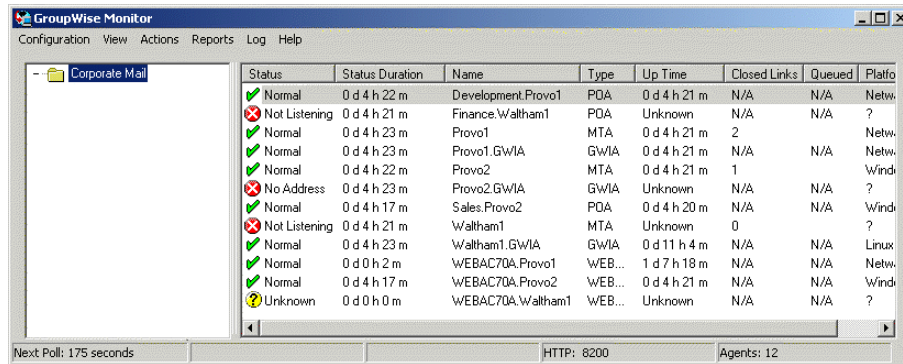 GroupWise Monitor
Configuration View Actions Reports Log Help
Corporate Mail
Status Status Duration Name Type Up Time Closed Links Queued Platfo
Normal 0 d 4 h 22 m Development.Provo1 POA 0 d 4 h 21 m N/A N/A Netw
Not Listening 0 d 4 h 21 m Finance.Waltham1 POA Unknown N/A N/A ?
Normal 0 d 4 h 23 m Provo1 MTA 0 d 4 h 21 m 2 Netw
Normal 0 d 4 h 23 m Provo1.GWIA GWIA 0 d 4 h 21 m N/A N/A Netw
Normal 0 d 4 h 22 m Provo2 MTA 0 d 4 h 21 m 1 Wind
No Address 0 d 4 h 23 m Provo2.GWIA GWIA Unknown N/A N/A ?
Normal 0 d 4 h 17 m Sales.Provo2 POA 0 d 4 h 20 m N/A N/A Wind
Not Listening 0 d 4 h 21 m Waltham1 MTA Unknown 0 ?
Normal 0 d 4 h 23 m Waltham1.GWIA GWIA 0 d 11 h 4 m N/A N/A Linux
Normal 0 d 0 h 2 m WEBAC70A.Provo1 WEB... 1 d 7 h 18 m N/A N/A Netw
Normal 0 d 4 h 17 m WEBAC70A.Provo2 WEB... 0 d 4 h 21 m N/A N/A Wind
Unknown 0 d 0 h 0 m WEBAC70A.Waltham1 WEB... Unknown N/A N/A ?
Next Poll: 175 seconds HTTP: 8200 Agents: 12